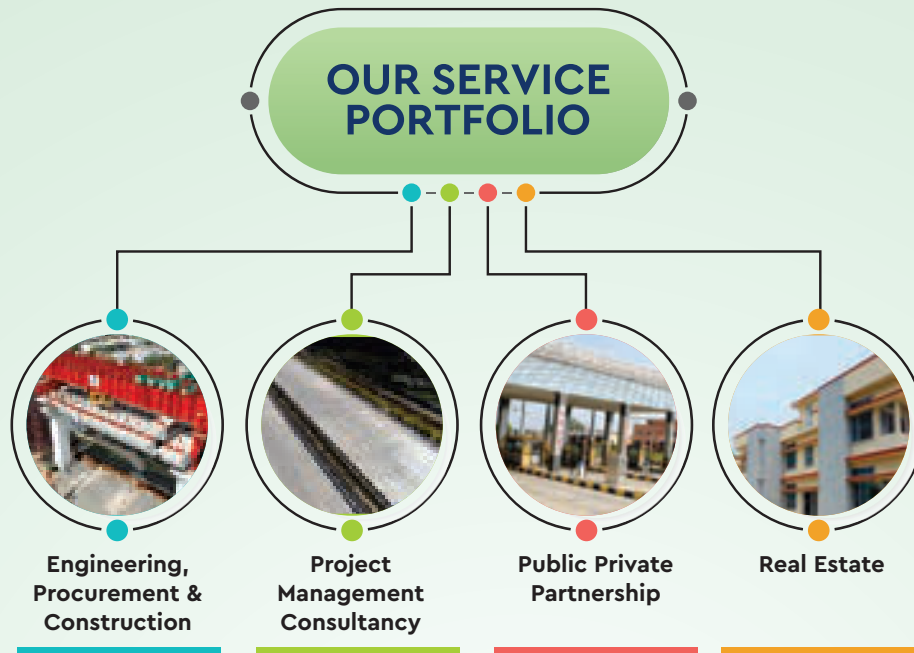 OUR SERVICE
PORTFOLIO
Engineering,
Procurement &
Construction
Project
Management
Consultancy
Public Private
Partnership
Real Estate